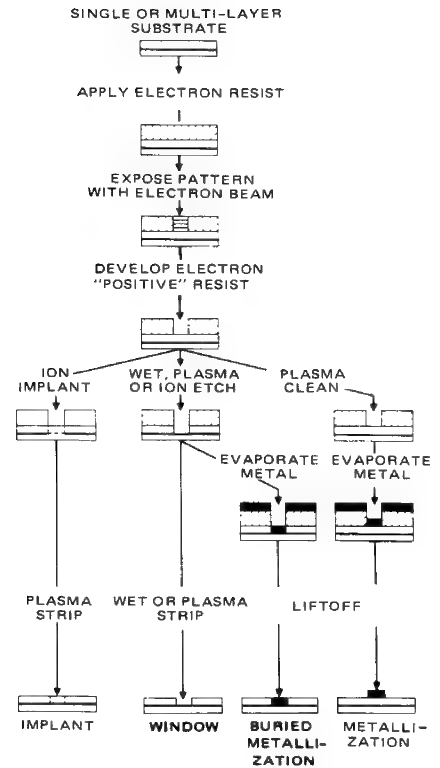 SINGLE OR MULTI-LAYER
SUBSTRATE
APPLY ELECTRON RESIST
EXPOSE PATTERN
WITH ELECTRON BEAM
DEVELOP ELECTRON
"POSITIVE" RESIST
ION
IMPLANT
WET, PLASMA
OR ION ETCH
PLASMA
CLEAN
EVAPORATE
METAL
EVAPORATE
METAL
PLASMA
STRIP
WET OR PLASMA
STRIP
LIFTOFF
IMPLANT
WINDOW
BURIED
METALLI-
ZATION
METALLI-
ZATION